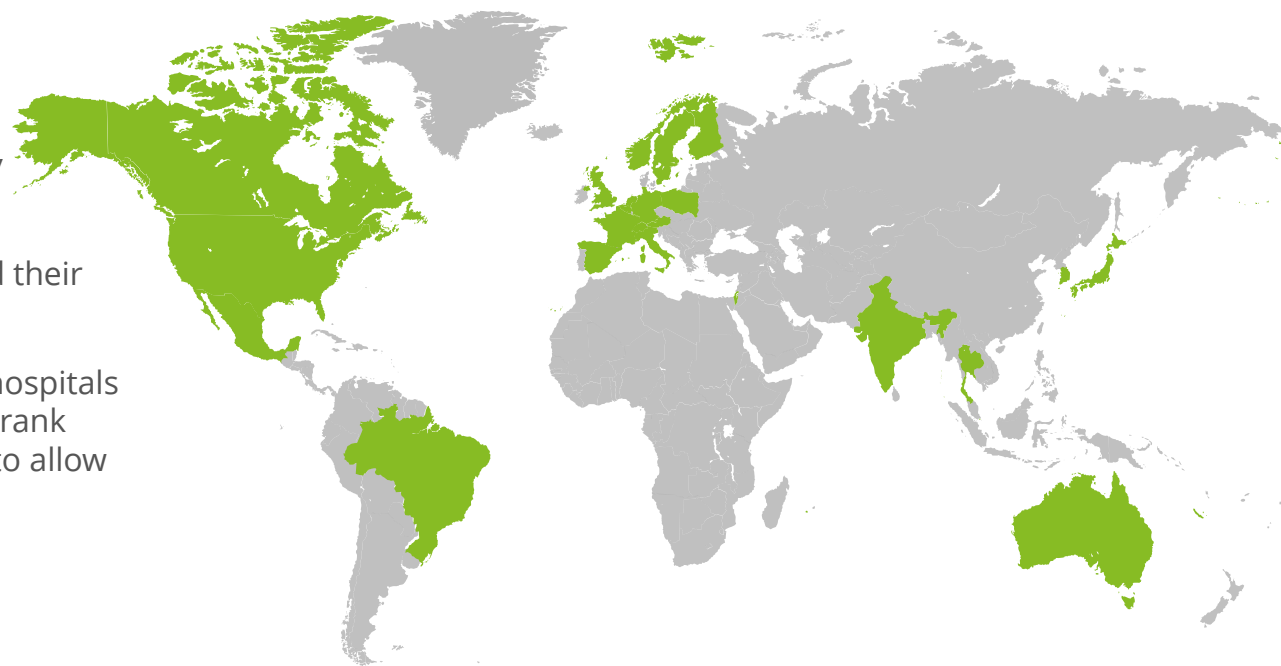 l their
hospitals
rank
to allow